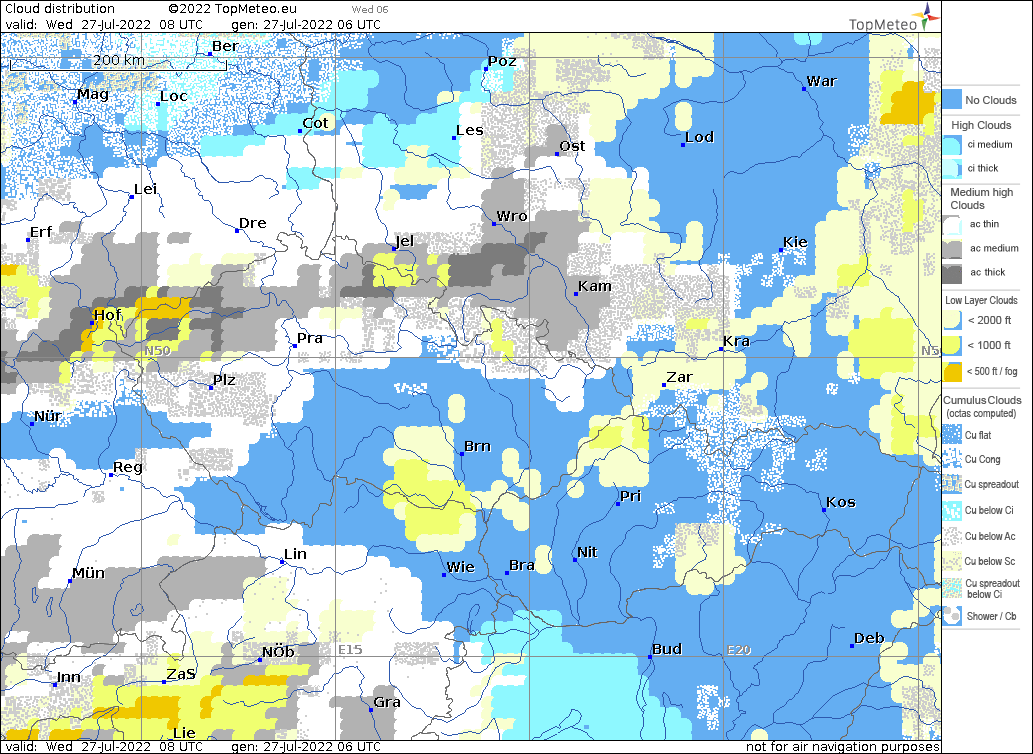 Cloud distribution ©2022 TopMeteo.eu Wed 06
valid: Wed 27-Jul-2022 08 UTC gen: 27-Jul-2022 06 UTC
TopMeteo
Ber
200 km
Poz
War
Mag
Loc
No Clouds
Cot
Les
Lod
High Clouds
Ost
ci medium
ci thick
Lei
Medium high
Clouds
Wro
ac thin
Erf
Dre
Jel
Kie
ac medium
ac thick
Kam
Low Layer Clouds
Hof
< 2000 ft
Pra
Kra
N50
N5
< 1000 ft
Plz
Zar
< 500 ft / fog
Cumulus Clouds
(octas computed)
Nür
Cu flat
Brn
Cu Cong
Reg
Cu spreadout
Pri
Kos
Cu below Ci
Cu below Ac
Lin
Nit
Cu below Sc
Mün
Wie
Bra
Cu spreadout
below Ci
Shower / Cb
Deb
NÖb
E15
Bud
E20
Inn
ZaS
Gra
Lie
valid: Wed 27-Jul-2022 08 UTC gen: 27-Jul-2022 06 UTC not for air navigation purposes